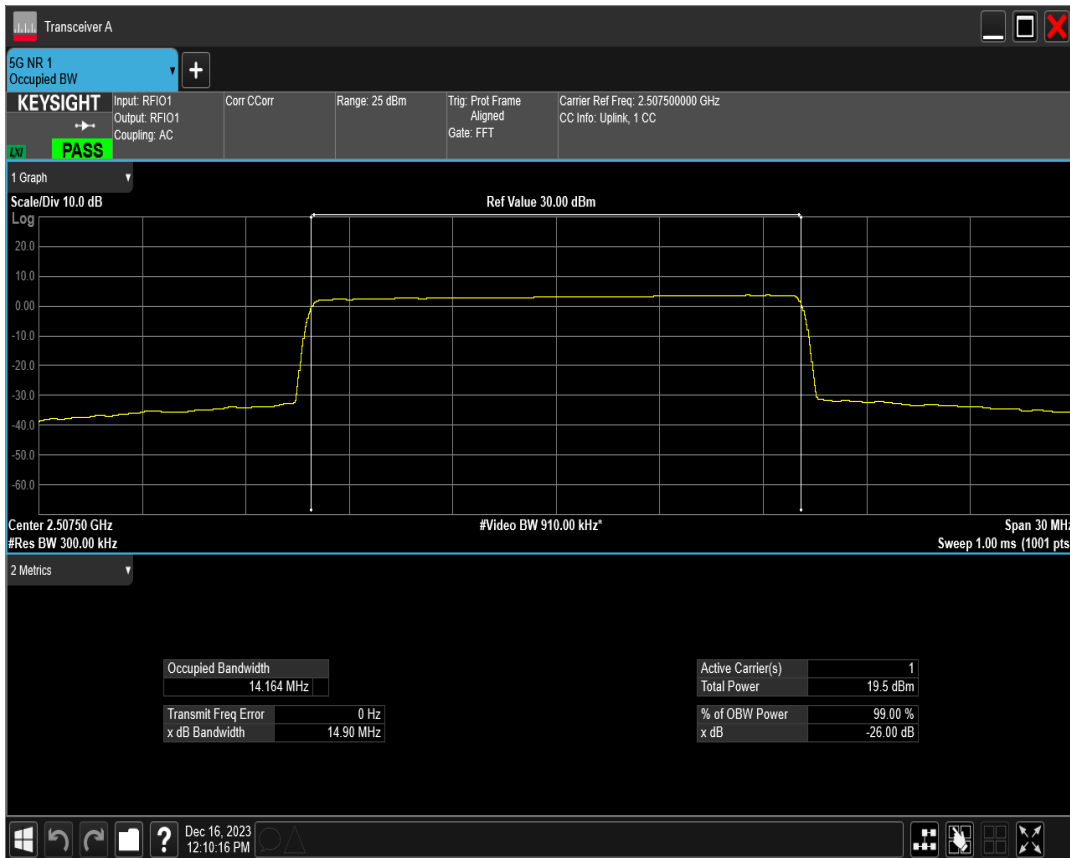 Transceiver A
5G NR 1
Occupied BW
+
KEYSIGHT
LXI
PASS
Input: RFIO1
Output: RFIO1
Coupling: AC
Corr CCorr
Range: 25 dBm
Trig: Prot Frame
Aligned
Gate: FFT
Carrier Ref Freq: 2.507500000 GHz
CC Info: Uplink, 1 CC
1 Graph
Scale/Div 10.0 dB
Ref Value 30.00 dBm
Log
20.0
10.0
0.00
-10.0
-20.0
-30.0
-40.0
-50.0
-60.0
Center 2.50750 GHz
#Video BW 910.00 kHz*
Span 30 MHz
#Res BW 300.00 kHz
Sweep 1.00 ms (1001 pts
2 Metrics
Occupied Bandwidth
14.164 MHz
Transmit Freq Error 0 Hz
x dB Bandwidth 14.90 MHz
Active Carrier(s) 1
Total Power 19.5 dBm
% of OBW Power 99.00 %
x dB -26.00 dB
?
Dec 16, 2023
12:10:16 PM